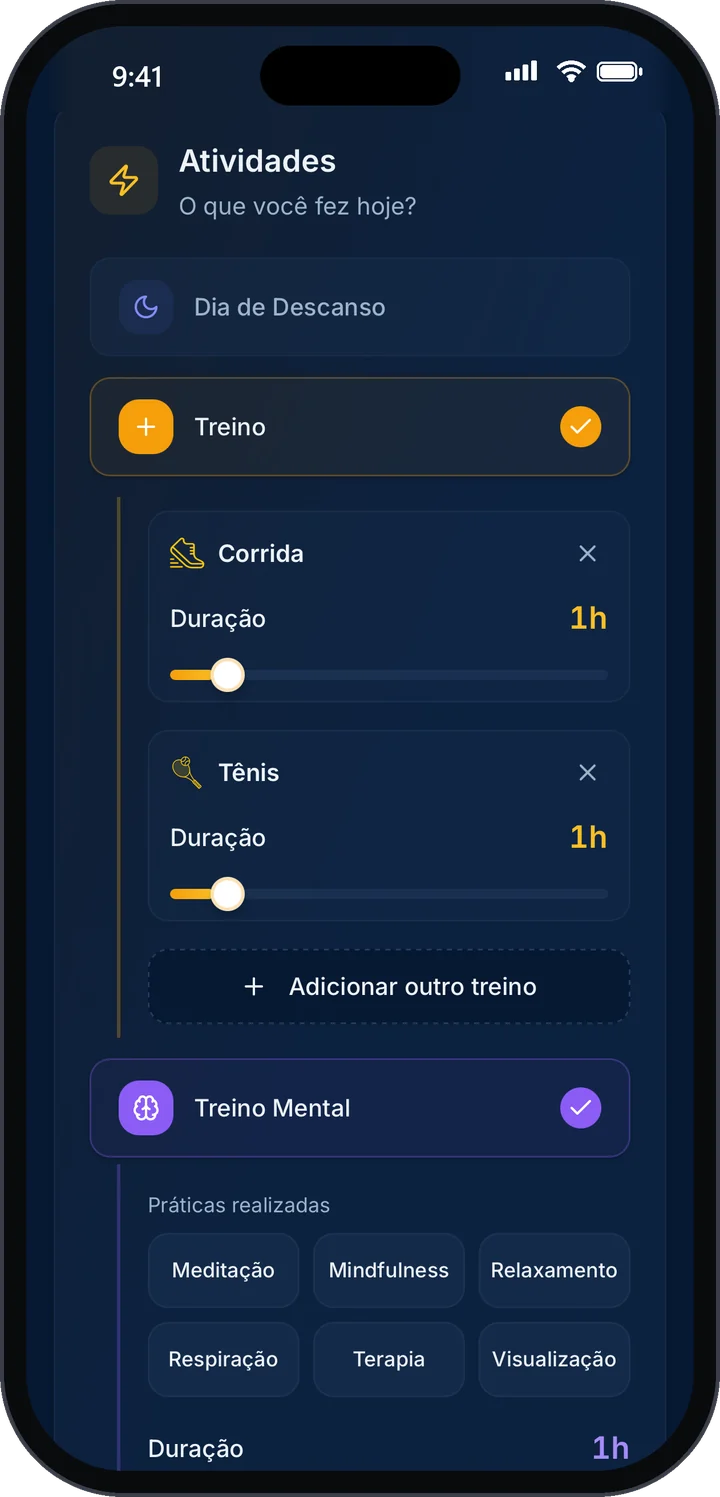 9:41
Atividades
O que você fez hoje?
Dia de Descanso
Treino
Corrida
Duração 1h
Tênis
Duração 1h
Adicionar outro treino
Treino Mental
Práticas realizadas
Meditação Mindfulness Relaxamento
Respiração Terapia Visualização
Duração 1h